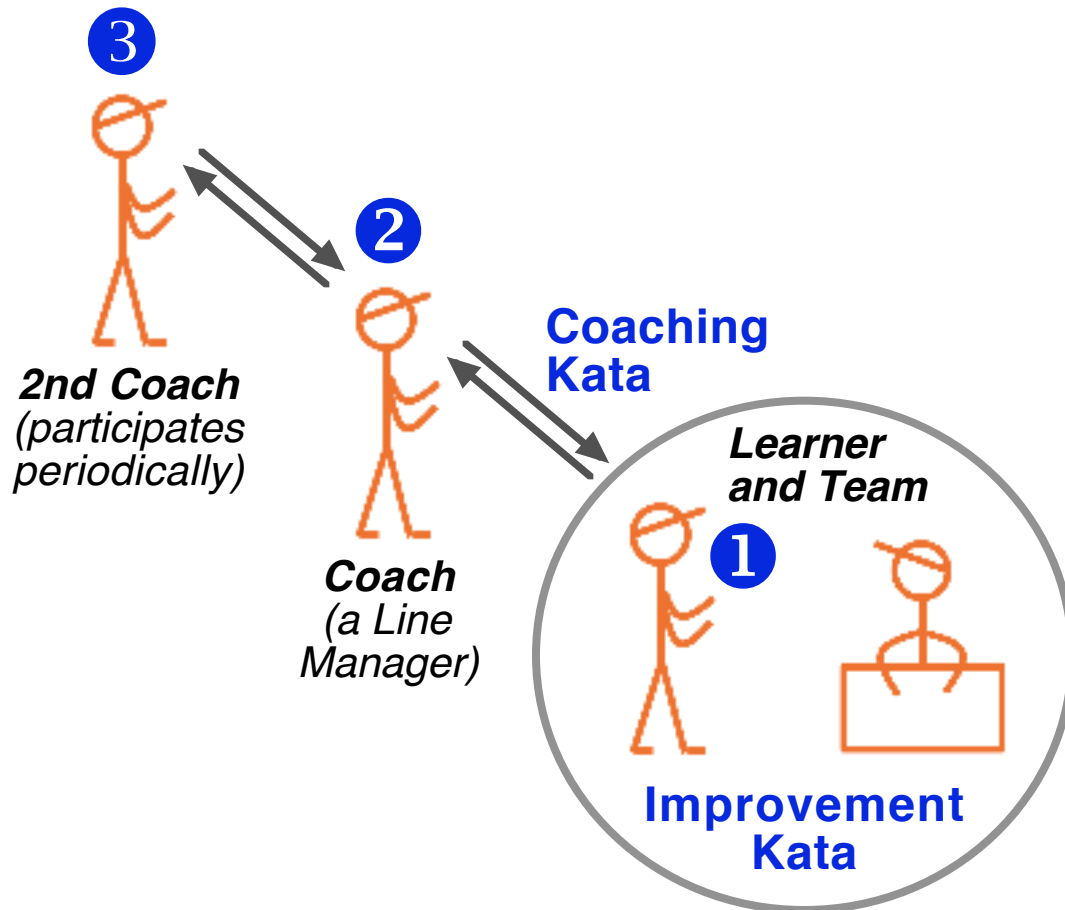 3
2nd Coach
(participates
periodically)
2
Coach
(a Line
Manager)
Coaching
Kata
Learner
and Team
1
Improvement
Kata